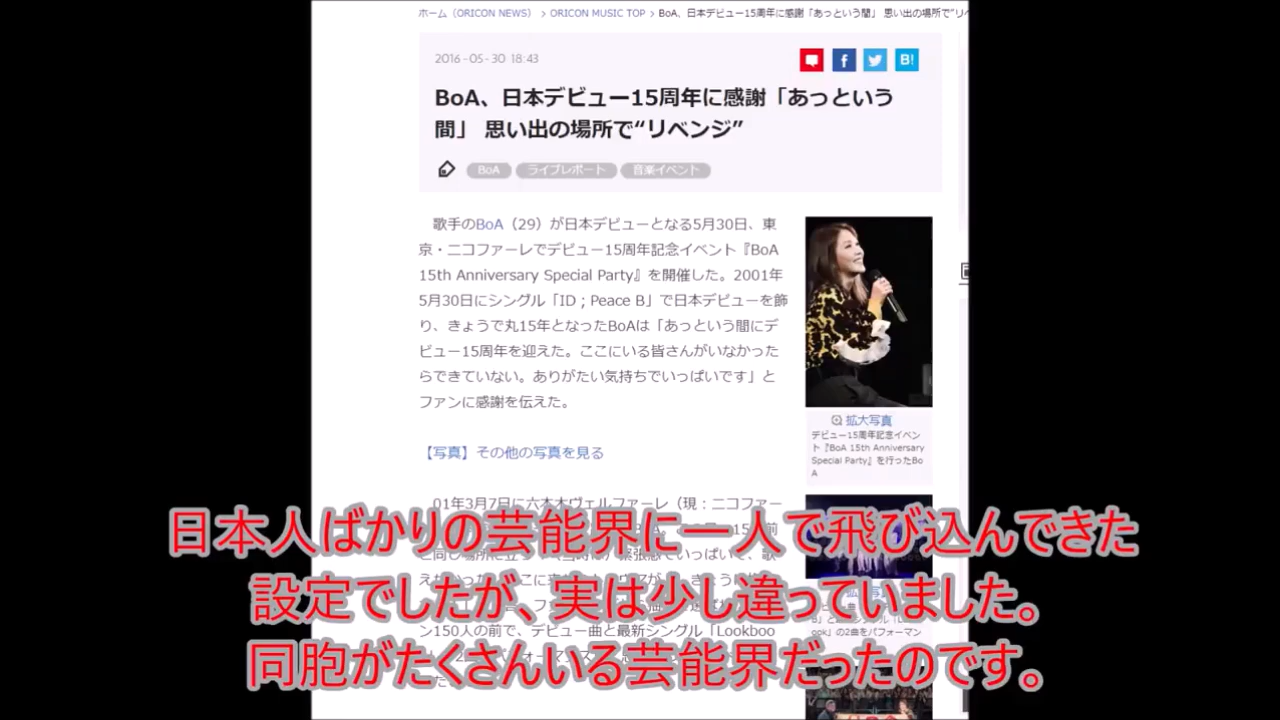 ホーム（ORICON NEWS） > ORICON MUSIC TOP > BoA、日本デビュー15周年に感謝「あっという間」 思い出の場所で“リベ
2016-05-30 18:43
f
B!
BoA、日本デビュー15周年に感謝「あっという
間」 思い出の場所で“リベンジ”
BoA
ライブレポート
音楽イベント
歌手のBoA（29）が日本デビューとなる5月30日、東
京・ニコファーレでデビュー15周年記念イベント『BoA
15th Anniversary Special Party』を開催した。2001年
5月30日にシングル「ID；Peace B」で日本デビューを飾
り、きょうで丸15年となったBoAは「あっという間にデ
ビュー15周年を迎えた。ここにいる皆さんがいなかった
らできていない。ありがたい気持ちでいっぱいです」と
ファンに感謝を伝えた。
【写真】その他の写真を見る
拡大写真
デビュー15周年記念イベン
ト『BoA 15th Anniversary
Special Party』を行ったBo
A
01年3月7日に六本木ヴェルファーレ（現：ニコファー
ン150人の前で、デビュー曲と最新シングル「Lookboo
日本人ばかりの芸能界に一人で飛び込んできた
設定でしたが、実は少し違っていました。
同胞がたくさんいる芸能界だったのです。